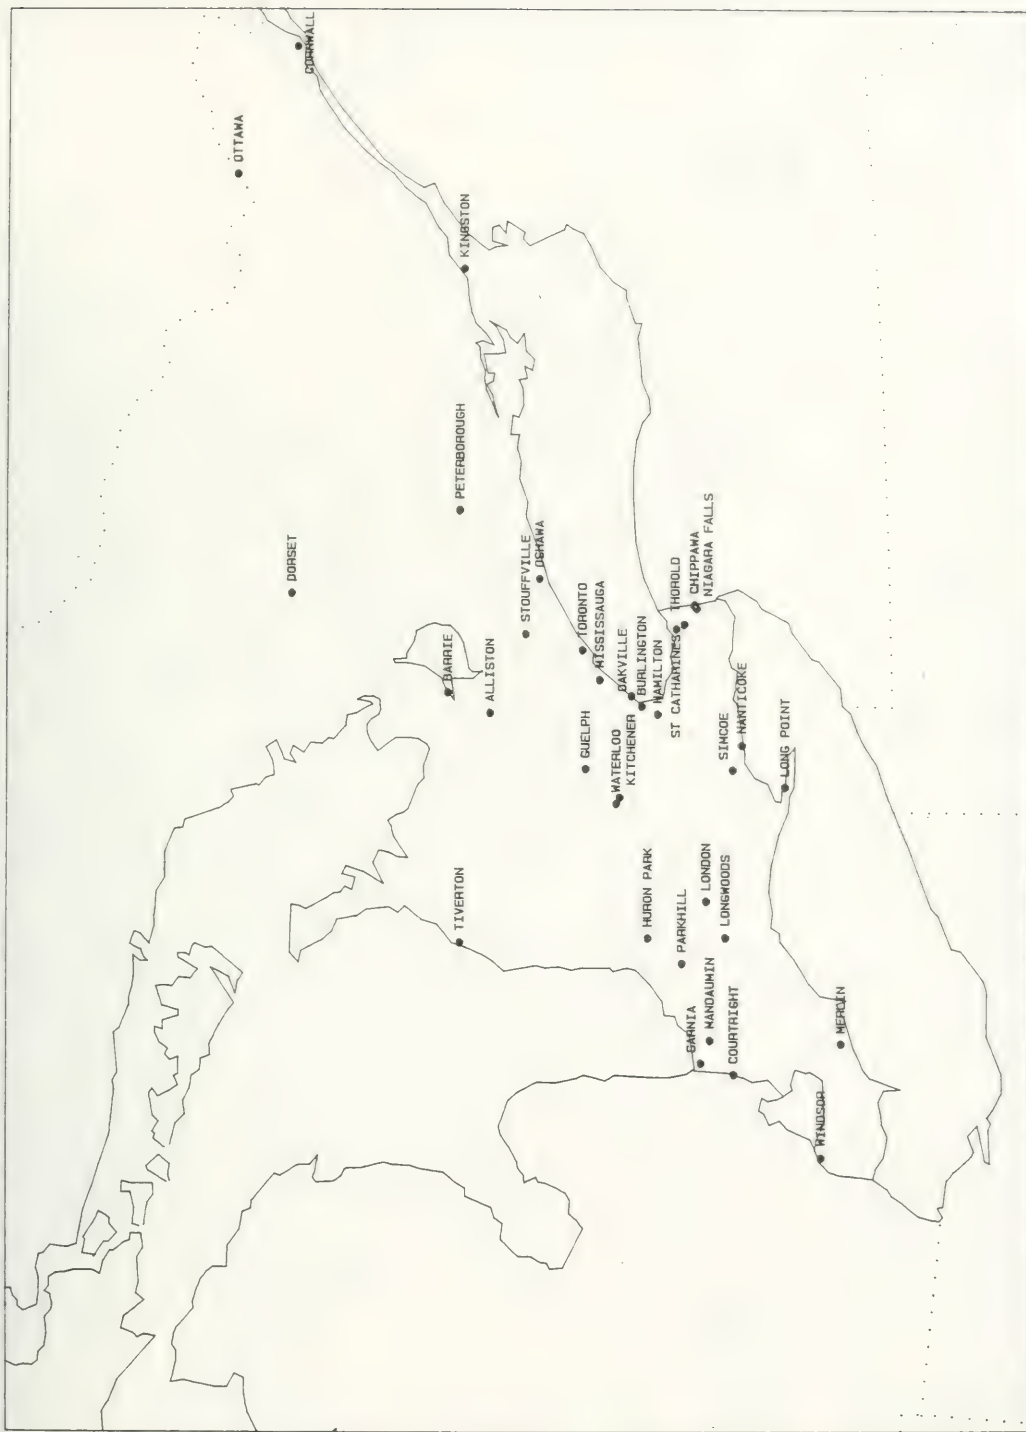 CORNWALL
OTTAWA
KINGSTON
PETERBOROUGH
DORSET
STOUFFVILLE
OSHAWA
BARRIE
ALLISTON
TORONTO
MISSISSAUGA
OAKVILLE
BURLINGTON
HAMILTON
ST CATHARINES
THOROLD
CHIPPAWA
NIAGARA FALLS
GUELPH
WATERLOO
KITCHENER
SIMCOE
NANTICOKE
LONG POINT
TIVERTON
HURON PARK
PARKHILL
LONDON
LONGWOODS
SARNIA
MANDAUMIN
COURTRIGHT
MERLIN
WINDSOR